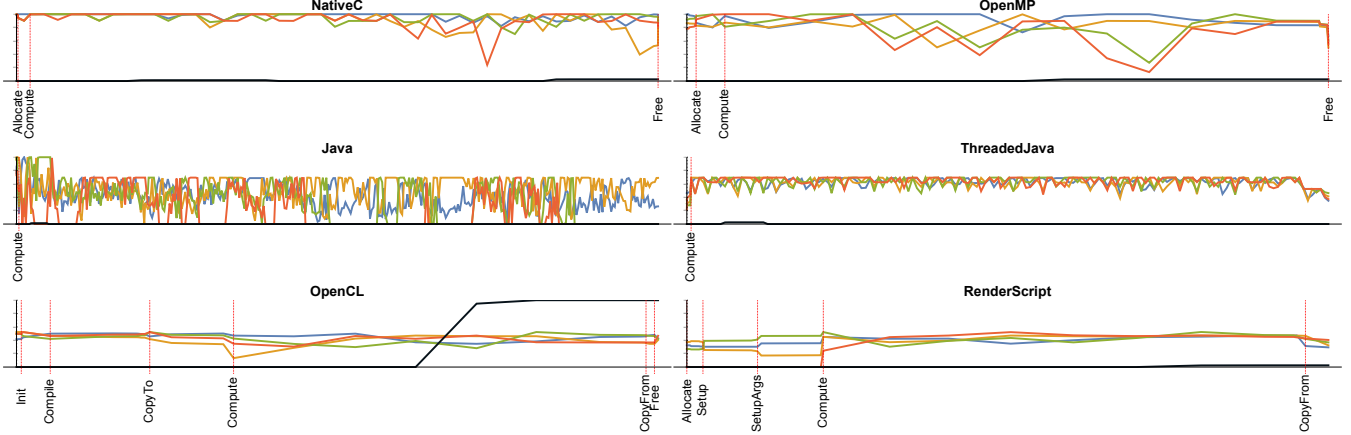 NativeC
OpenMP
Allocate
Compute
Free
Allocate
Compute
Free
Java
ThreadedJava
Compute
Compute
OpenCL
RenderScript
Init
Compile
CopyTo
Compute
CopyFrom
Free
Allocate
Setup
SetupArgs
Compute
CopyFrom